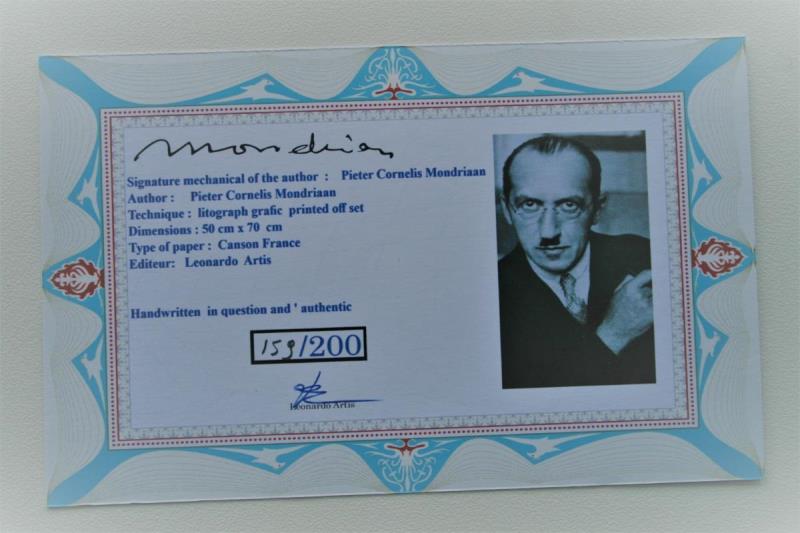 Mondrian
Signature mechanical of the author : Pieter Cornelis Mondriaan
Author : Pieter Cornelis Mondriaan
Technique : litograph grafic printed off set
Dimensions : 50 cm x 70 cm
Type of paper : Canson France
Editeur: Leonardo Artis
Handwritten in question and ' authentic
159/200
Leonardo Artis